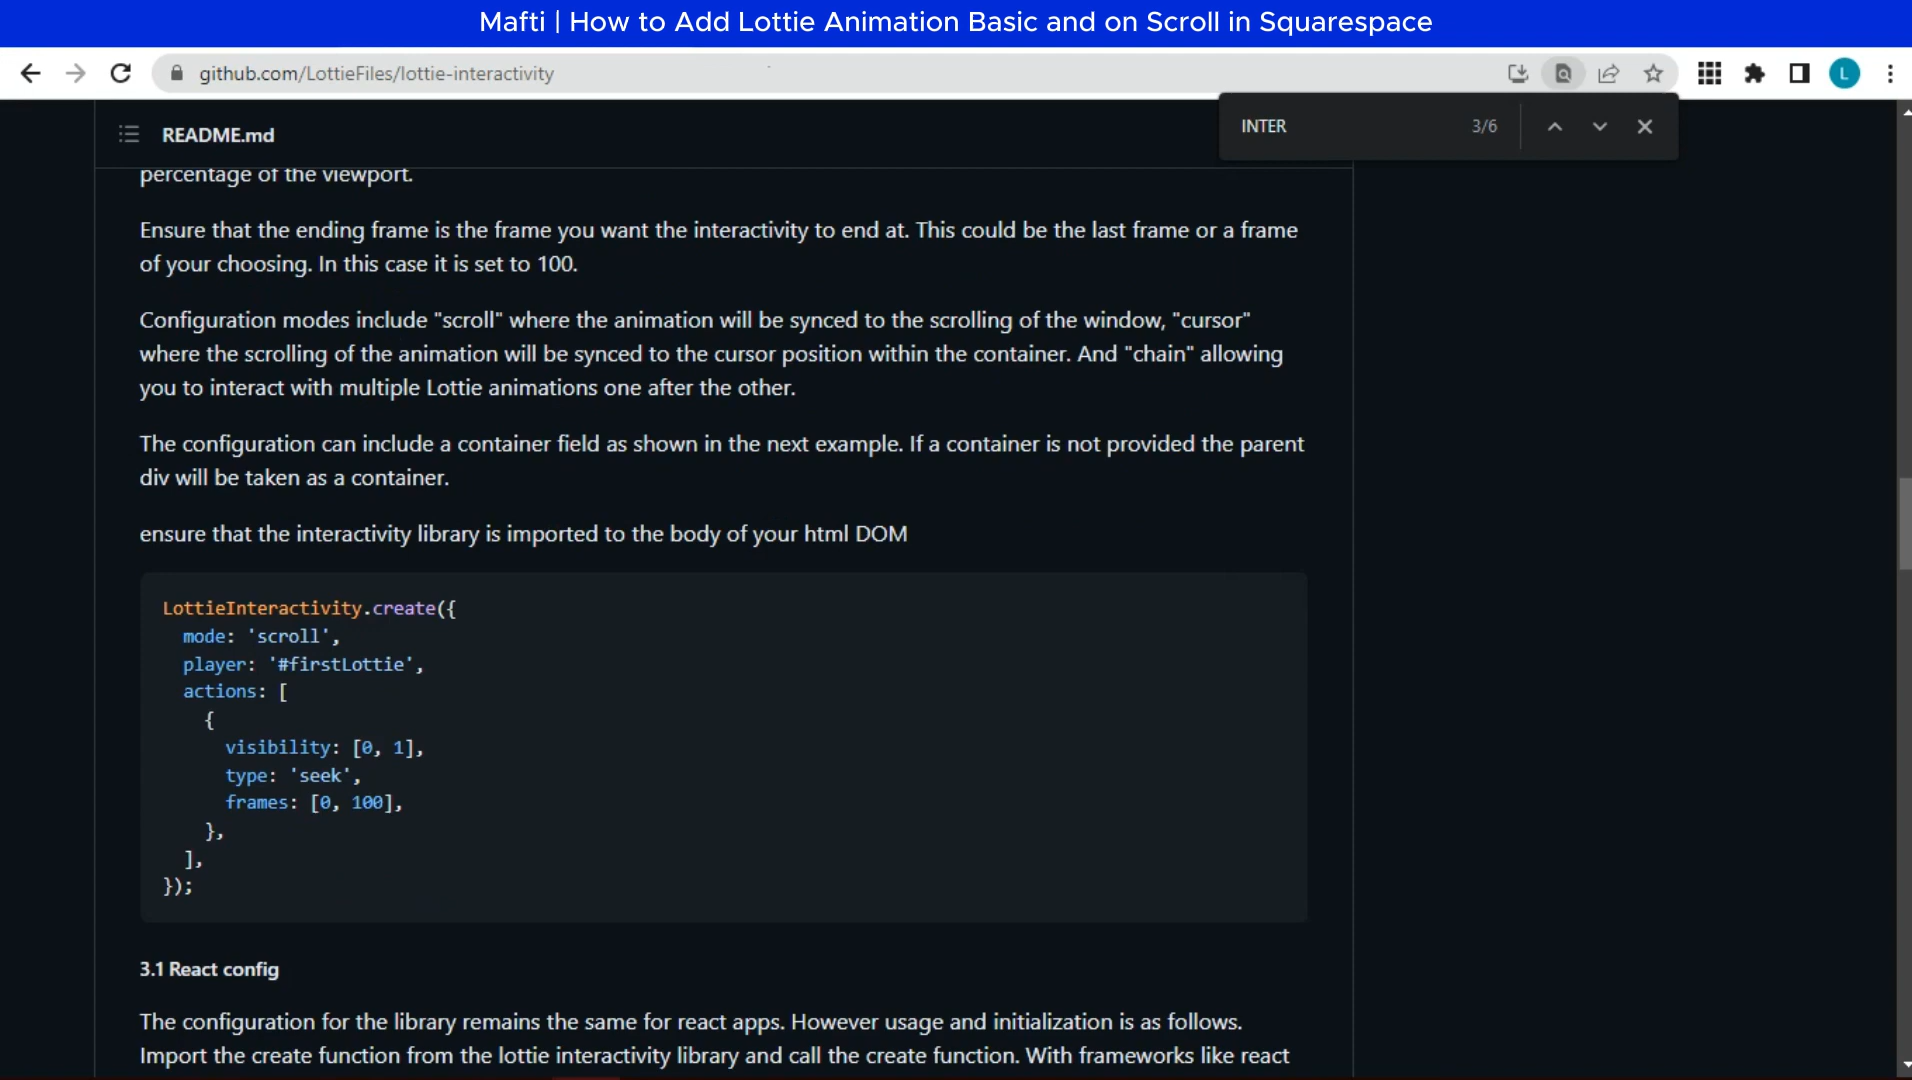 Mafti | How to Add Lottie Animation Basic and on Scroll in Squarespace
github.com/LottieFiles/lottie-interactivity
L
INTER 3/6
README.md
percentage of the viewport.
Ensure that the ending frame is the frame you want the interactivity to end at. This could be the last frame or a frame
of your choosing. In this case it is set to 100.
Configuration modes include "scroll" where the animation will be synced to the scrolling of the window, "cursor"
where the scrolling of the animation will be synced to the cursor position within the container. And "chain" allowing
you to interact with multiple Lottie animations one after the other.
The configuration can include a container field as shown in the next example. If a container is not provided the parent
div will be taken as a container.
ensure that the interactivity library is imported to the body of your html DOM
LottieInteractivity.create({
  mode: 'scroll',
  player: '#firstLottie',
  actions: [
    {
      visibility: [0, 1],
      type: 'seek',
      frames: [0, 100],
    },
  ],
});
3.1 React config
The configuration for the library remains the same for react apps. However usage and initialization is as follows.
Import the create function from the lottie interactivity library and call the create function. With frameworks like react